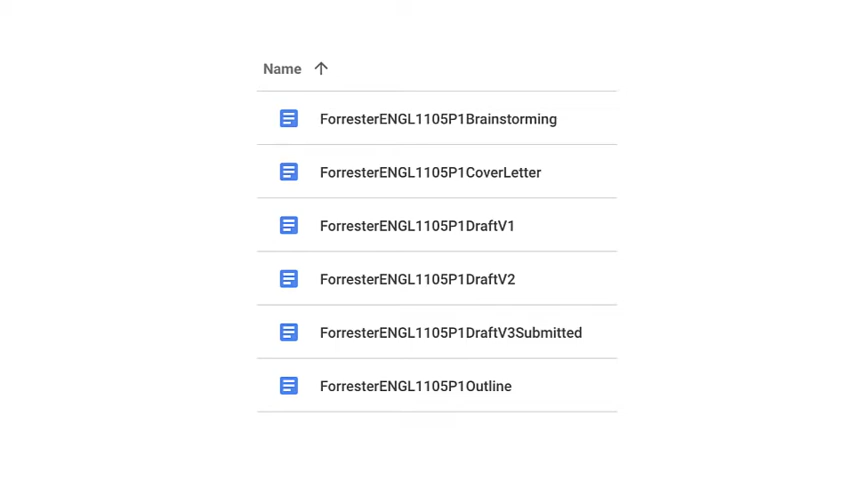 Name
ForresterENGL1105P1Brainstorming
ForresterENGL1105P1CoverLetter
ForresterENGL1105P1DraftV1
ForresterENGL1105P1DraftV2
ForresterENGL1105P1DraftV3Submitted
ForresterENGL1105P1Outline